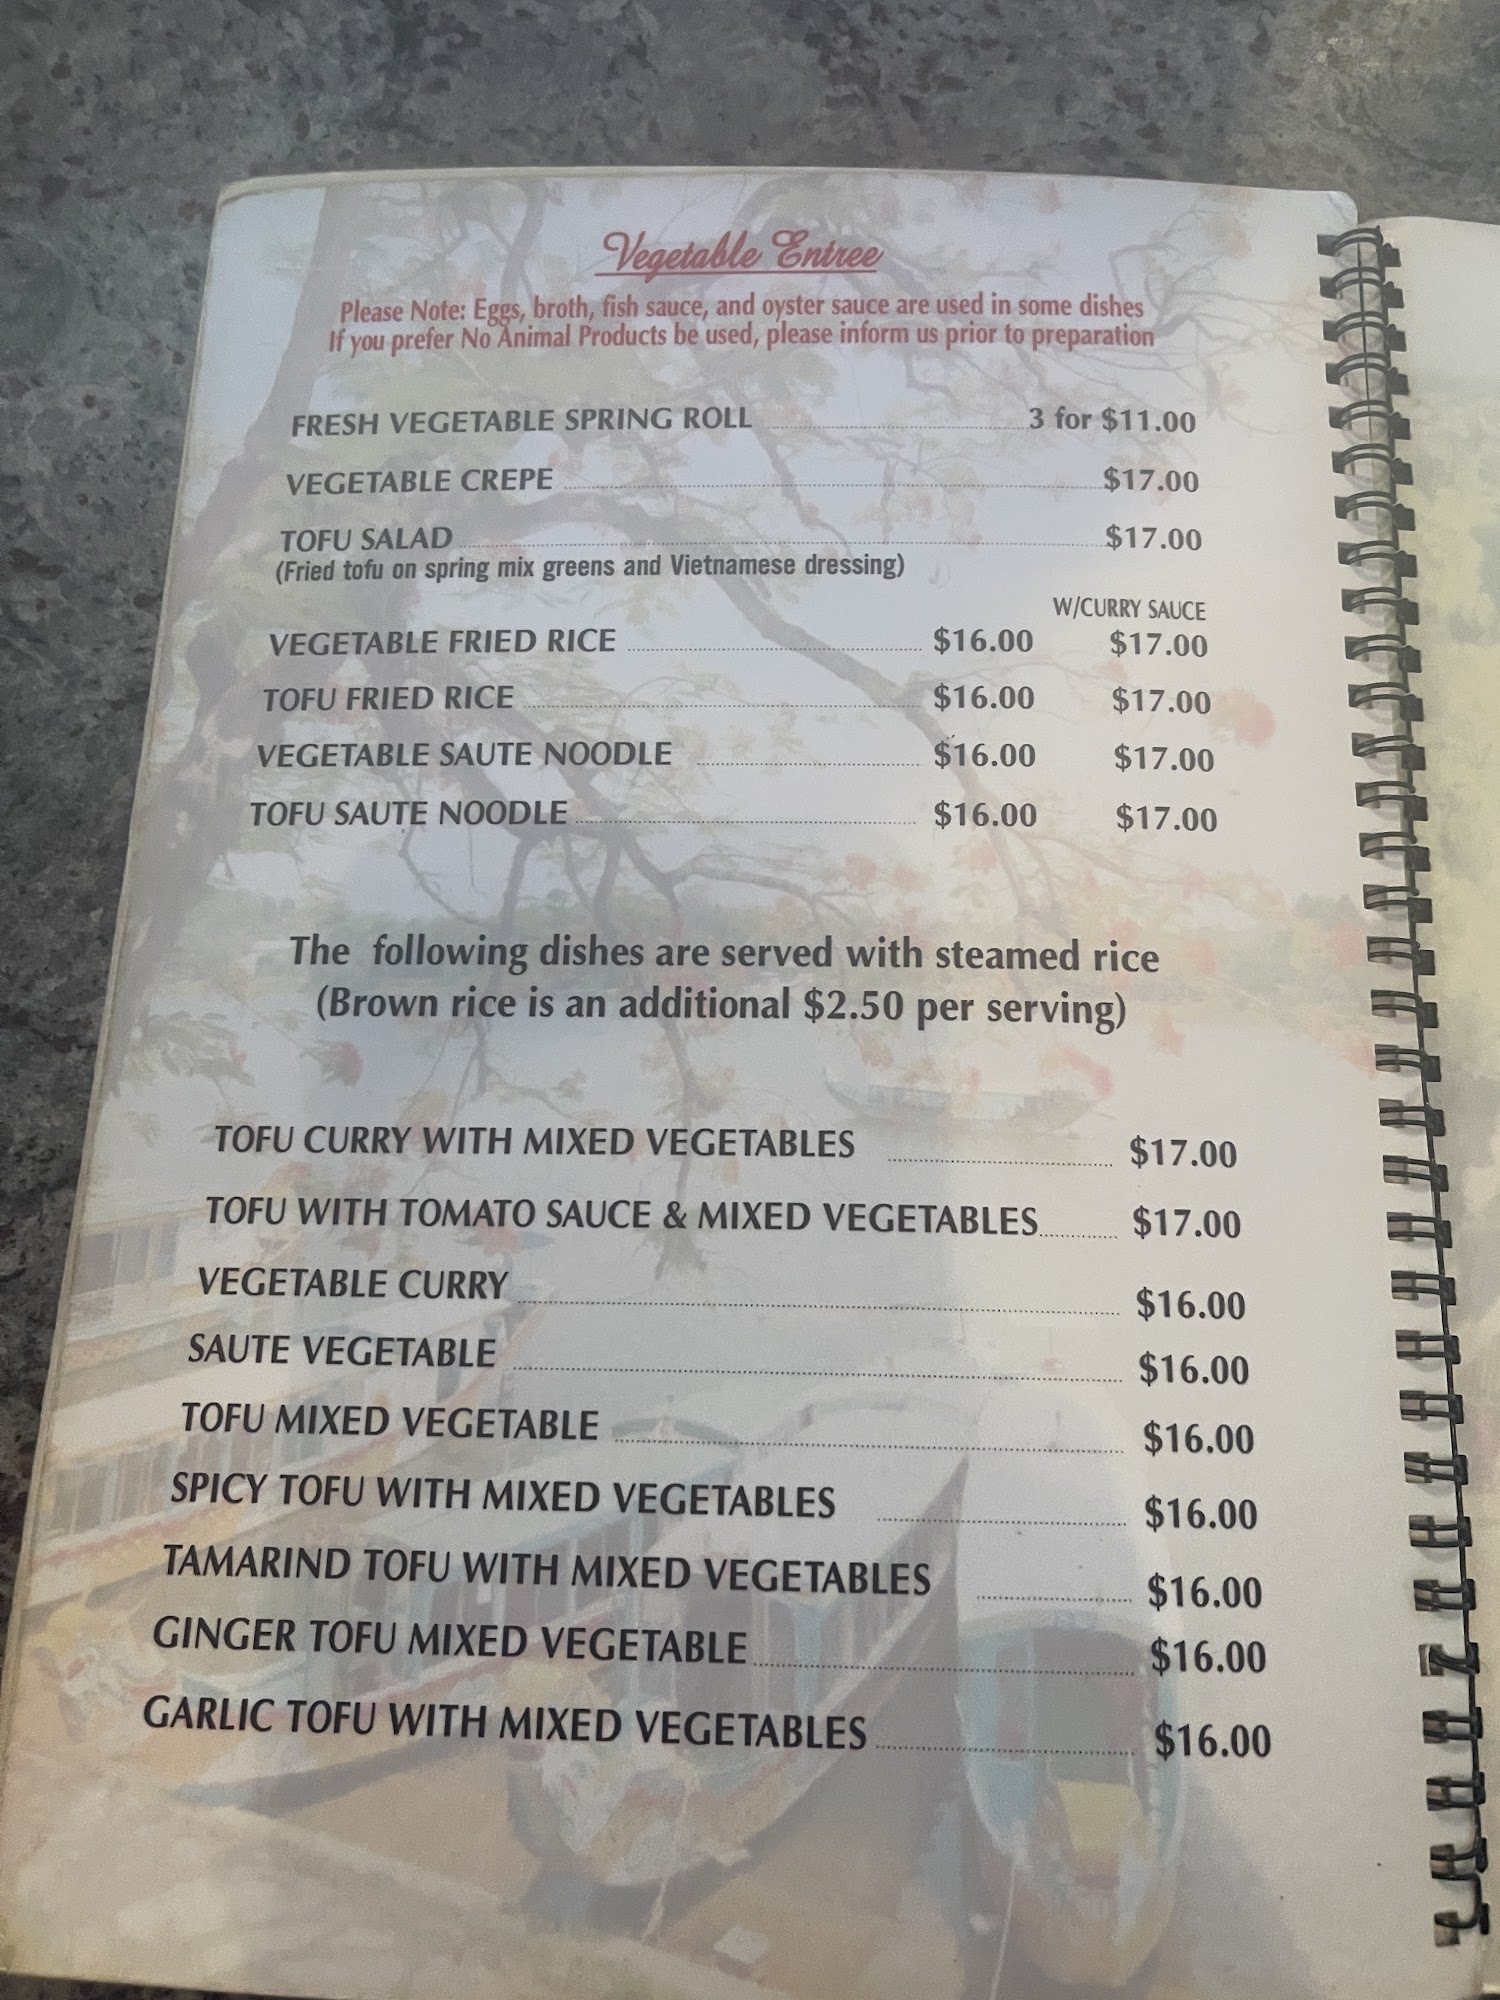 Vegetable Entree
Please Note: Eggs, broth, fish sauce, and oyster sauce are used in some dishes
If you prefer No Animal Products be used, please inform us prior to preparation
FRESH VEGETABLE SPRING ROLL 3 for $11.00
VEGETABLE CREPE $17.00
TOFU SALAD $17.00
(Fried tofu on spring mix greens and Vietnamese dressing)
W/CURRY SAUCE
VEGETABLE FRIED RICE $16.00 $17.00
TOFU FRIED RICE $16.00 $17.00
VEGETABLE SAUTE NOODLE $16.00 $17.00
TOFU SAUTE NOODLE $16.00 $17.00
The following dishes are served with steamed rice
(Brown rice is an additional $2.50 per serving)
TOFU CURRY WITH MIXED VEGETABLES $17.00
TOFU WITH TOMATO SAUCE & MIXED VEGETABLES $17.00
VEGETABLE CURRY $16.00
SAUTE VEGETABLE $16.00
TOFU MIXED VEGETABLE $16.00
SPICY TOFU WITH MIXED VEGETABLES $16.00
TAMARIND TOFU WITH MIXED VEGETABLES $16.00
GINGER TOFU MIXED VEGETABLE $16.00
GARLIC TOFU WITH MIXED VEGETABLES $16.00